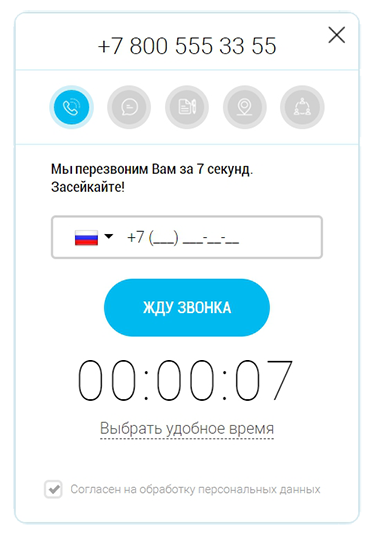 +7 800 555 33 55
Мы перезвоним Вам за 7 секунд.
Засекайте!
+7 (___) ___-__-__
ЖДУ ЗВОНКА
00:00:07
Выбрать удобное время
Согласен на обработку персональных данных